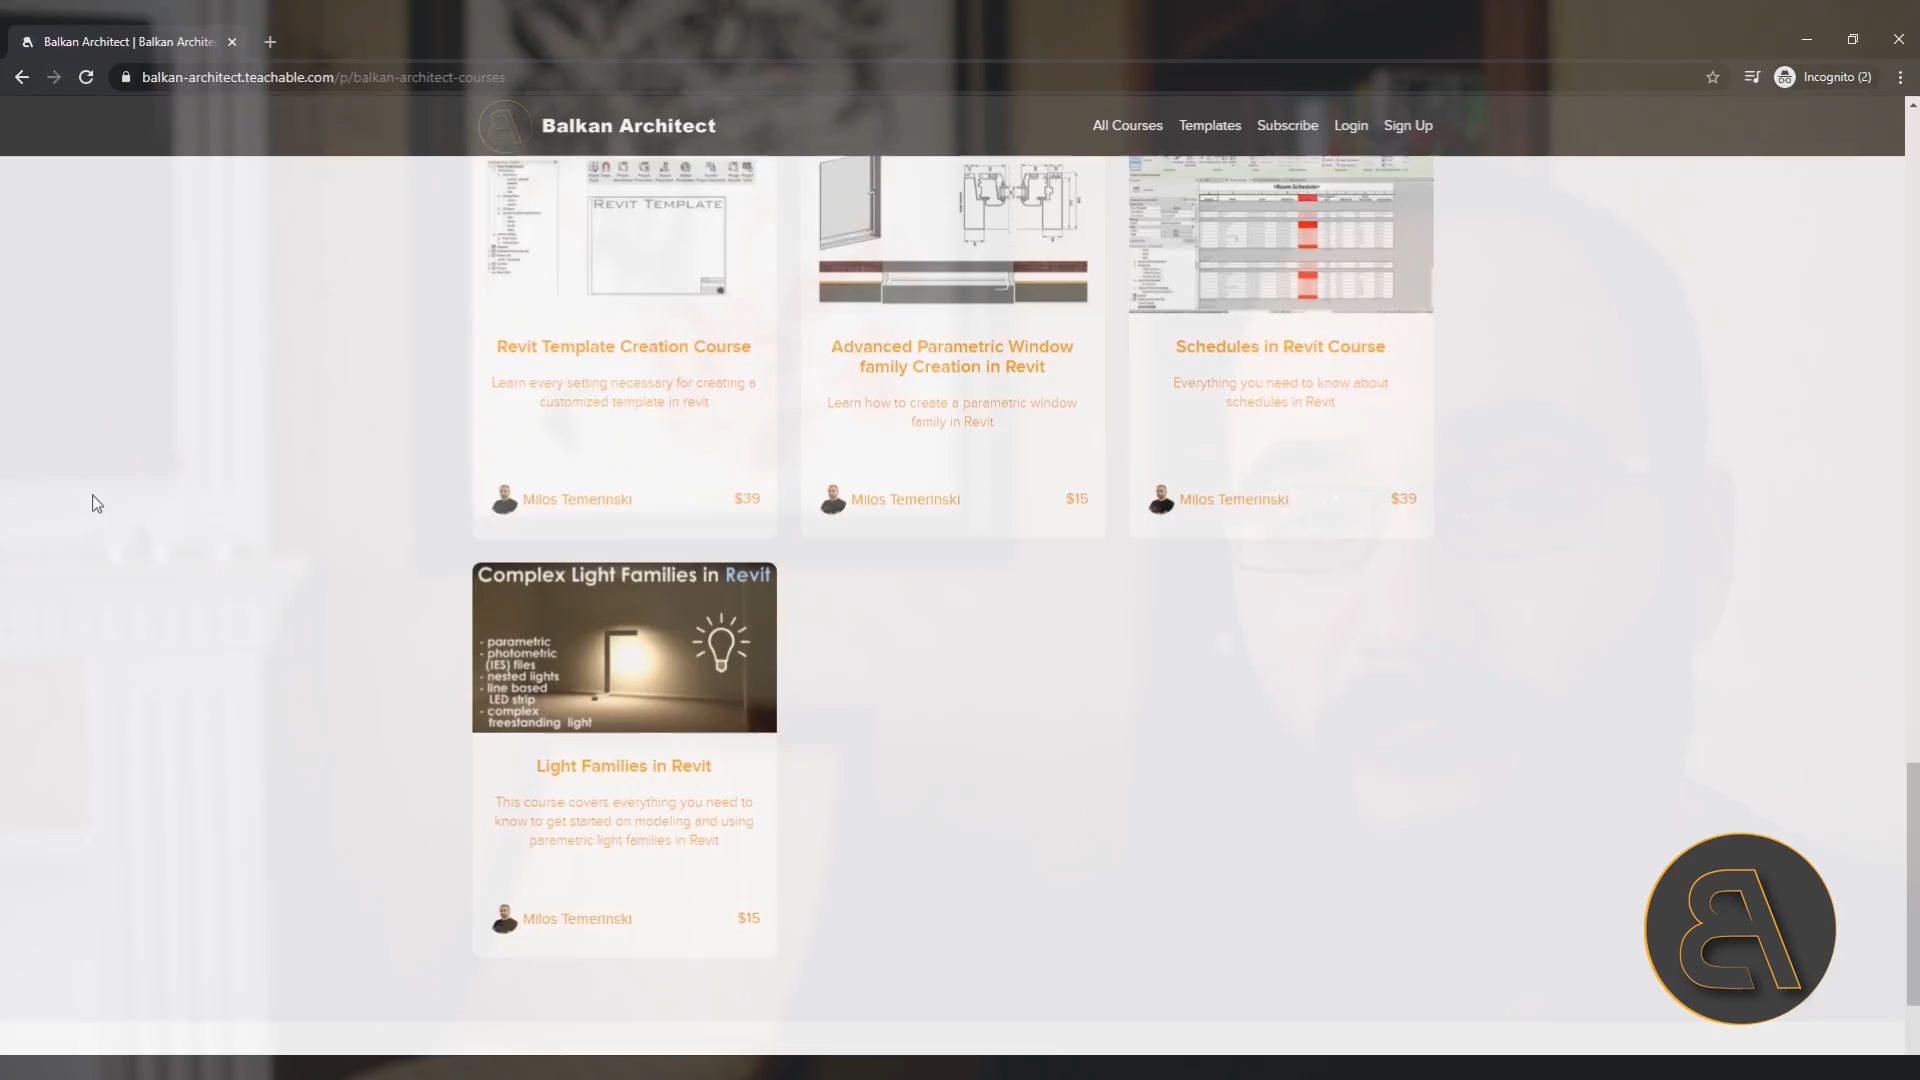 Balkan Architect | Balkan Archite
balkan-architect.teachable.com/p/balkan-architect-courses
Incognito (2)
Balkan Architect
All Courses
Templates
Subscribe
Login
Sign Up
REVIT TEMPLATE
<Room Schedule>
Revit Template Creation Course
Learn every setting necessary for creating a
customized template in revit
Milos Temerinski
$39
Advanced Parametric Window
family Creation in Revit
Learn how to create a parametric window
family in Revit
Milos Temerinski
$15
Schedules in Revit Course
Everything you need to know about
schedules in Revit
Milos Temerinski
$39
Complex Light Families in Revit
- parametric
- photometric
(IES) files
- nested lights
- line based
LED strip
- complex
freestanding light
Light Families in Revit
This course covers everything you need to
know to get started on modeling and using
parametric light families in Revit
Milos Temerinski
$15